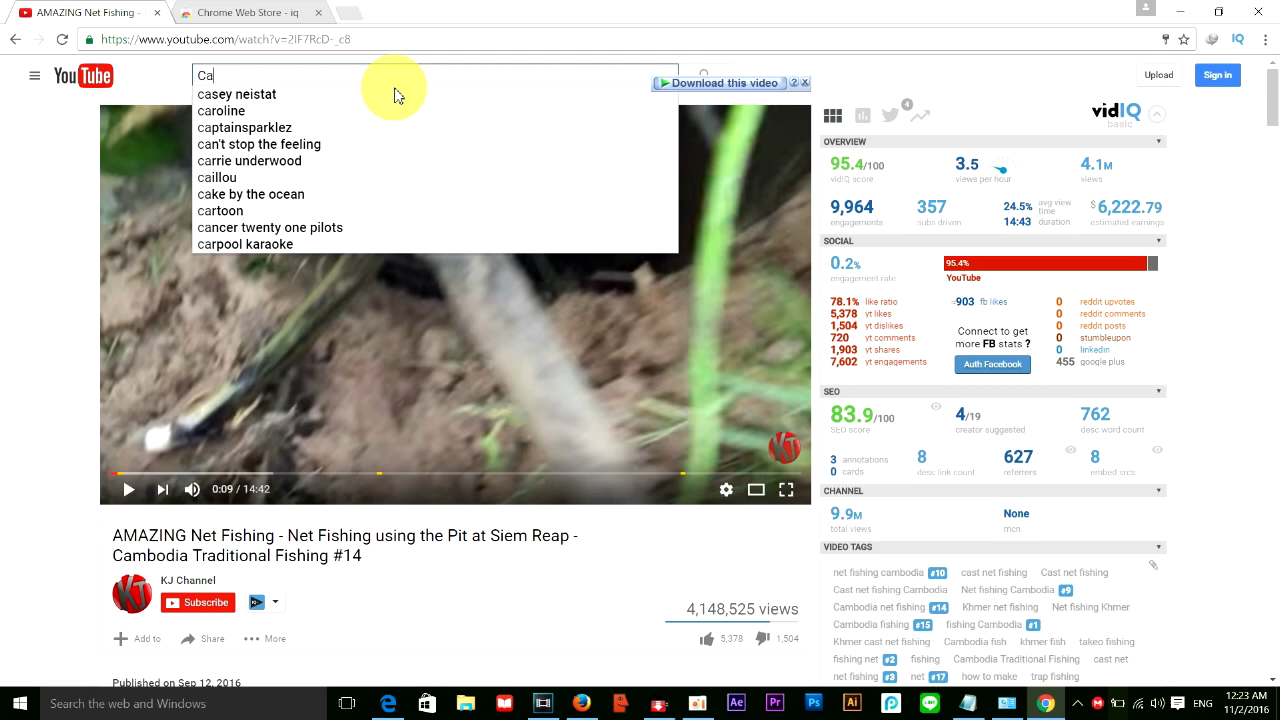 AMAZING Net Fishing -
Chrome Web Store - iq
https://www.youtube.com/watch?v=2IF7RcD-_c8
IQ
YouTube
Ca
Download this video
Upload
Sign in
casey neistat
caroline
captainsparklez
can't stop the feeling
carrie underwood
caillou
cake by the ocean
cartoon
cancer twenty one pilots
carpool karaoke
KT
0:09 / 14:42
AMAZING Net Fishing - Net Fishing using the Pit at Siem Reap -
Cambodia Traditional Fishing #14
KT
KJ Channel
Subscribe
4,148,525 views
Add to
Share
More
5,378
1,504
Published on Sep 12, 2016
4
vidIQ
basic
OVERVIEW
95.4/100
vidIQ score
3.5
views per hour
4.1M
views
9,964
engagements
357
subs driven
24.5% avg view time
14:43 duration
$6,222.79
estimated earnings
SOCIAL
0.2%
engagement rate
95.4%
YouTube
78.1% like ratio
5,378 yt likes
1,504 yt dislikes
720 yt comments
1,903 yt shares
7,602 yt engagements
≈903 fb likes
Connect to get
more FB stats ?
Auth Facebook
0 reddit upvotes
0 reddit comments
0 reddit posts
0 stumbleupon
0 linkedin
455 google plus
SEO
83.9/100
SEO score
4/19
creator suggested
762
desc word count
3 annotations
0 cards
8
desc link count
627
referrers
8
embed srcs
CHANNEL
9.9M
total views
None
mcn
VIDEO TAGS
net fishing cambodia #10 cast net fishing Cast net fishing
Cast net fishing Cambodia Net fishing Cambodia #9
Cambodia net fishing #14 Khmer net fishing Net fishing Khmer
Cambodia fishing #15 fishing Cambodia #1
Khmer cast net fishing Cambodia fish khmer fish takeo fishing
fishing net #2 fishing Cambodia Traditional Fishing cast net
net fishing #3 net #17 how to make trap fishing
Search the web and Windows
Ae
Pr
Ps
Ai
LINE
ENG
12:23 AM
11/2/2016